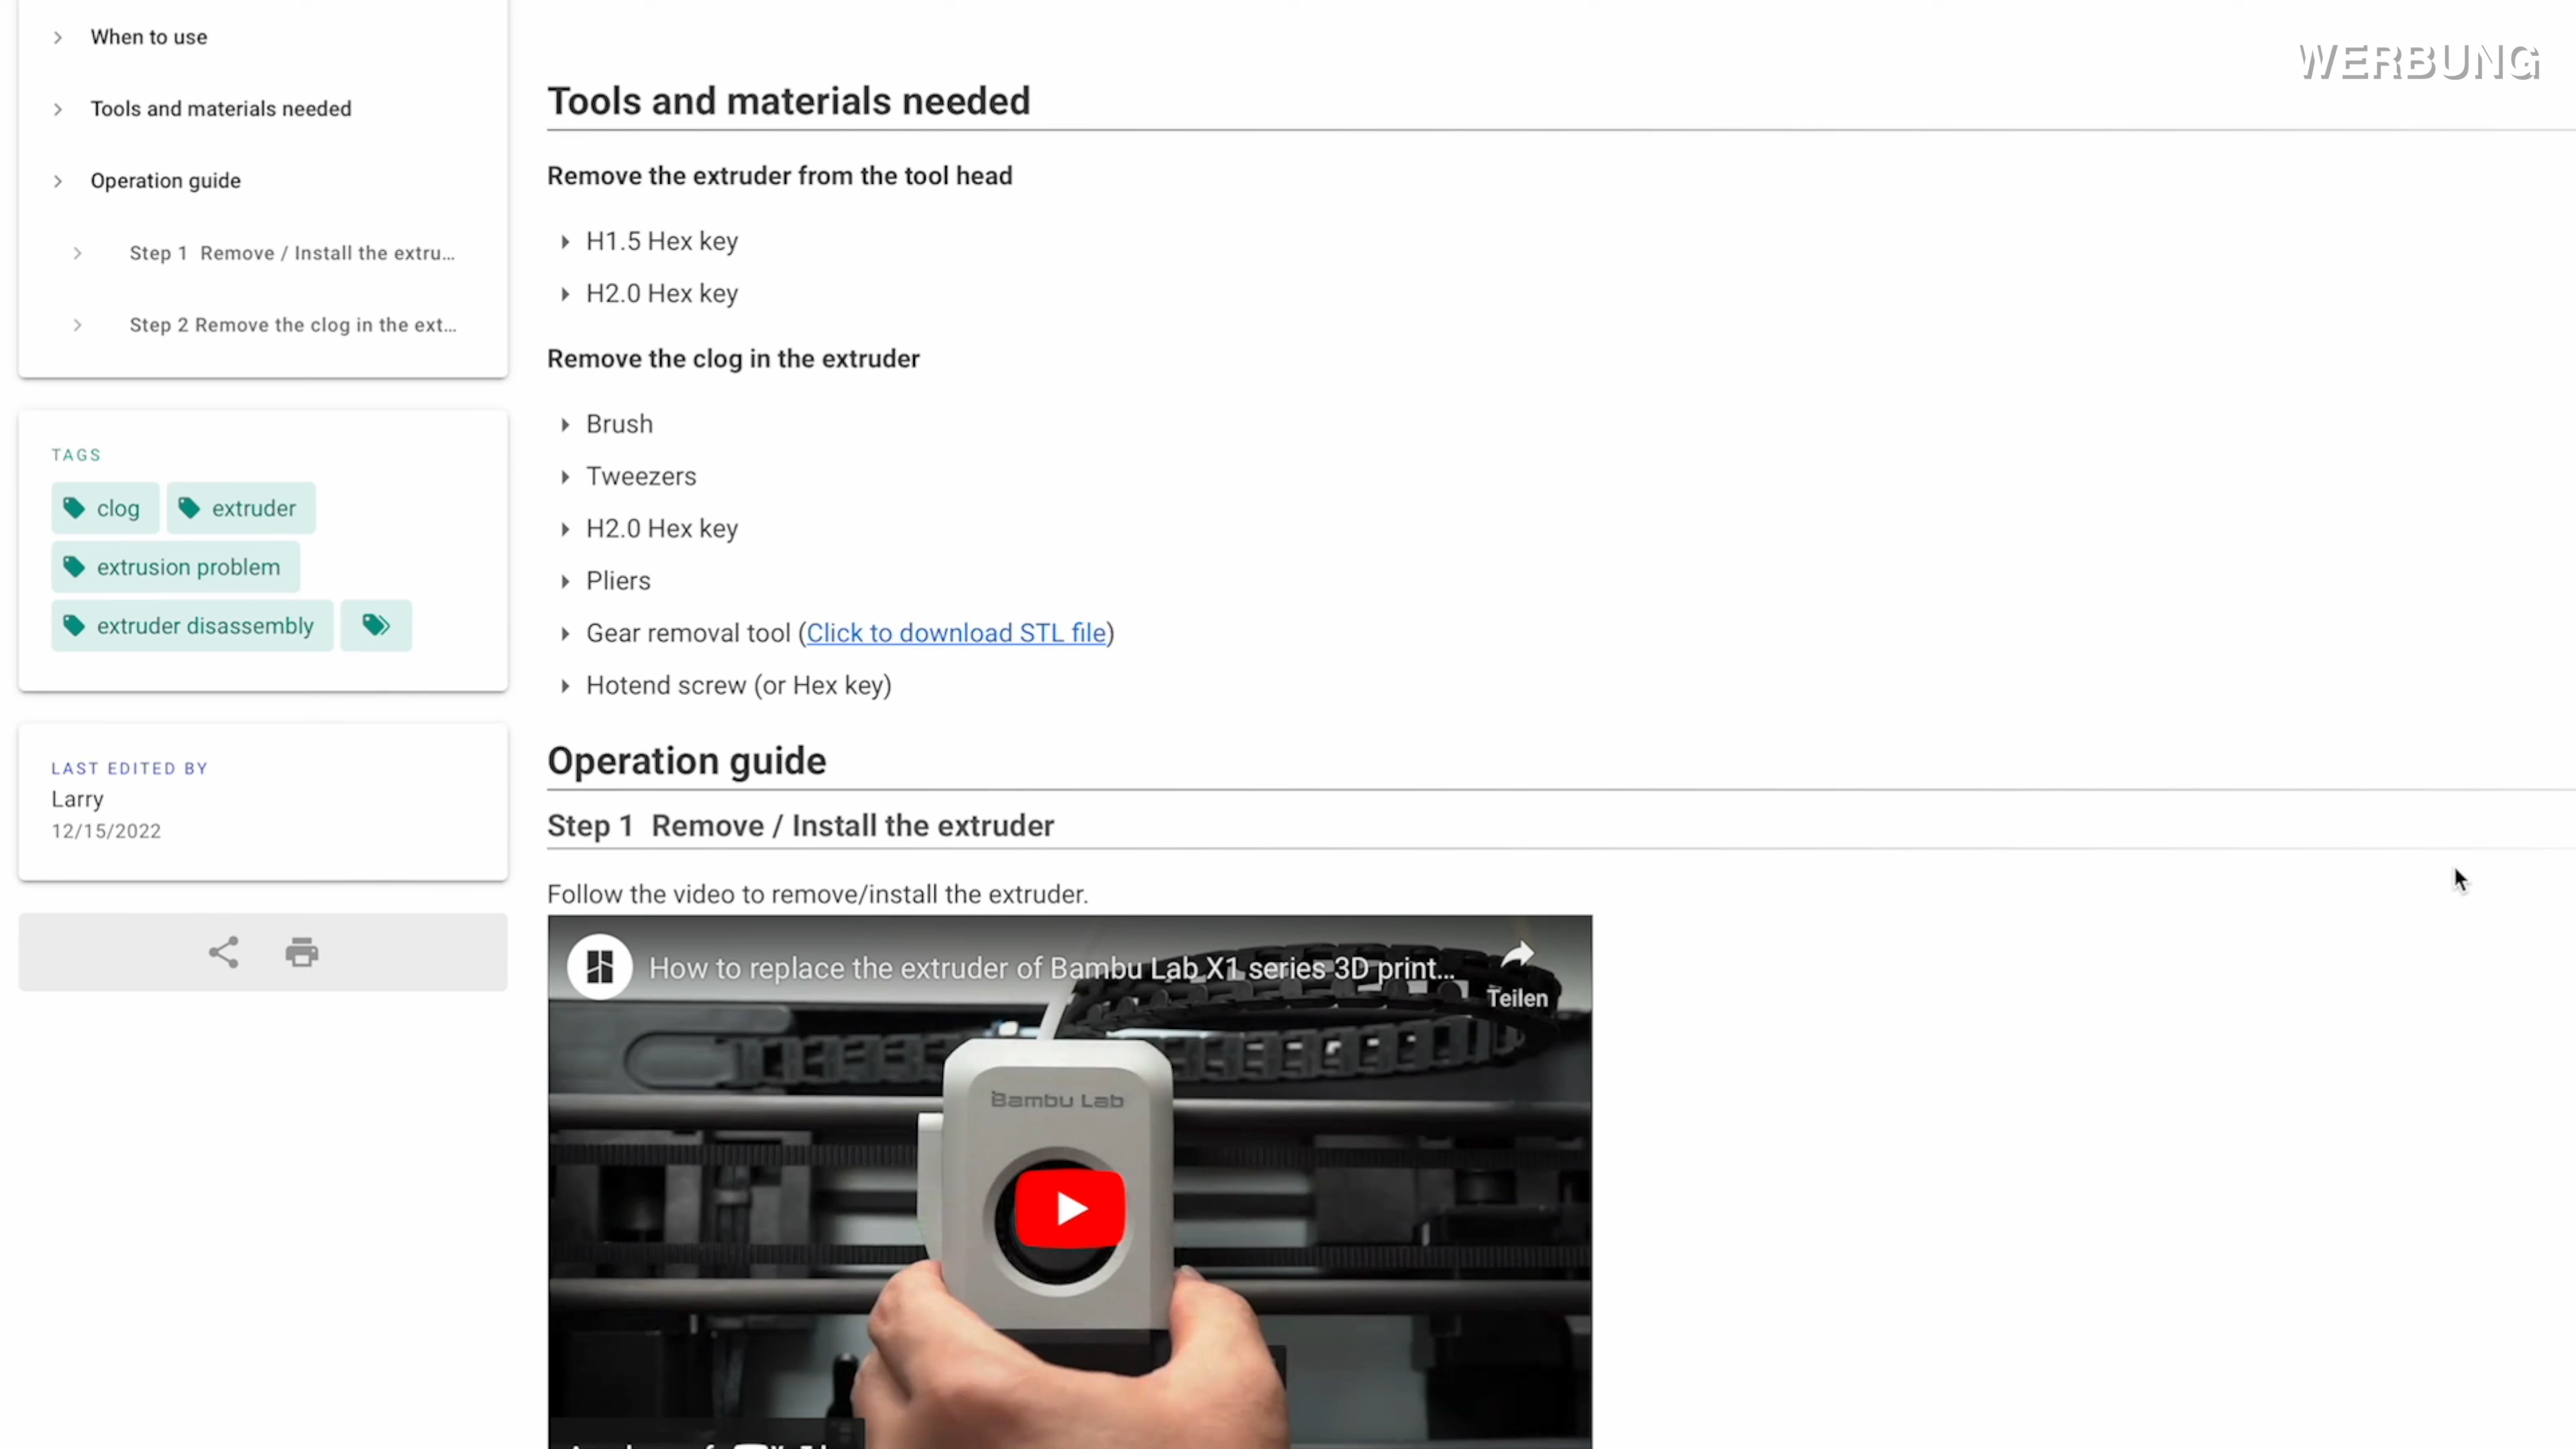 When to use
Tools and materials needed
Operation guide
Step 1 Remove / Install the extru...
Step 2 Remove the clog in the ext...
TAGS
clog
extruder
extrusion problem
extruder disassembly
LAST EDITED BY
Larry
12/15/2022
WERBUNG
Tools and materials needed
Remove the extruder from the tool head
H1.5 Hex key
H2.0 Hex key
Remove the clog in the extruder
Brush
Tweezers
H2.0 Hex key
Pliers
Gear removal tool (Click to download STL file)
Hotend screw (or Hex key)
Operation guide
Step 1 Remove / Install the extruder
Follow the video to remove/install the extruder.
How to replace the extruder of Bambu Lab X1 series 3D print...
Teilen
Bambu Lab